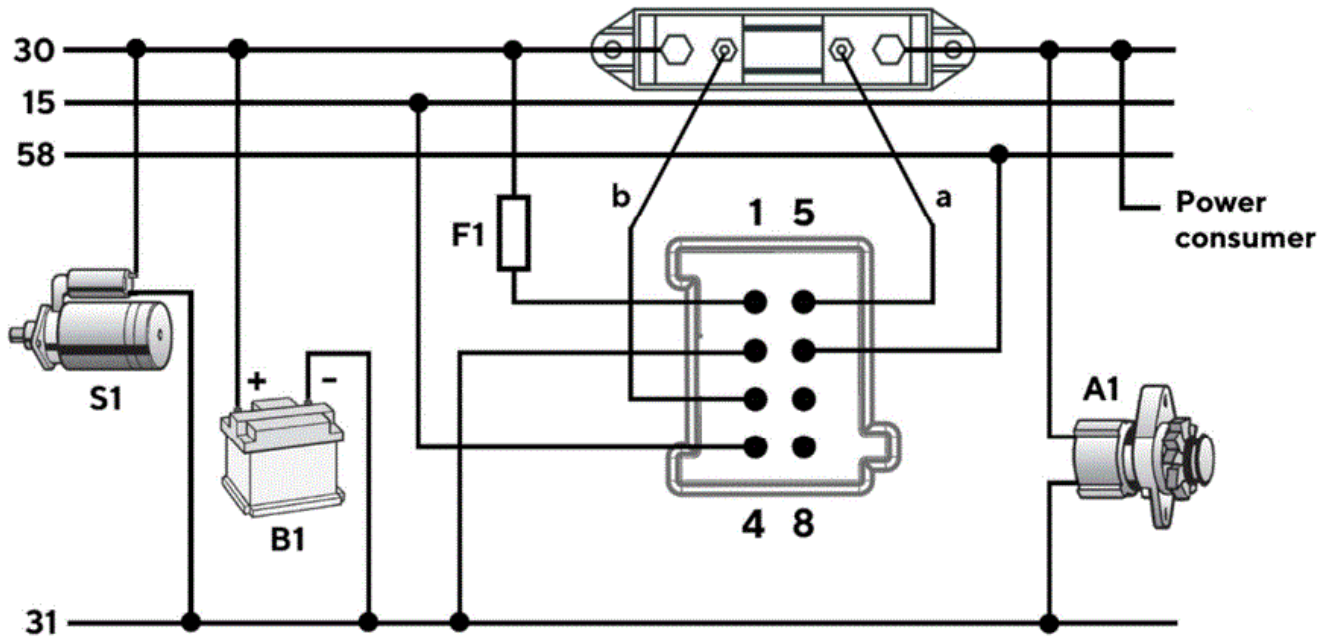 30
15
58
b
a
Power
consumer
F1
1 5
S1
+ −
B1
A1
4 8
31